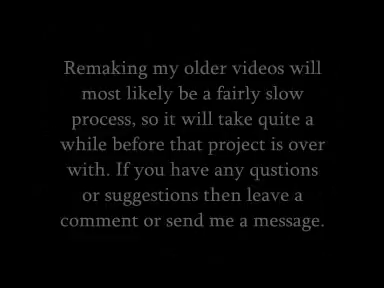 Remaking my older videos will
most likely be a fairly slow
process, so it will take quite a
while before that project is over
with. If you have any qustions
or suggestions then leave a
comment or send me a message.